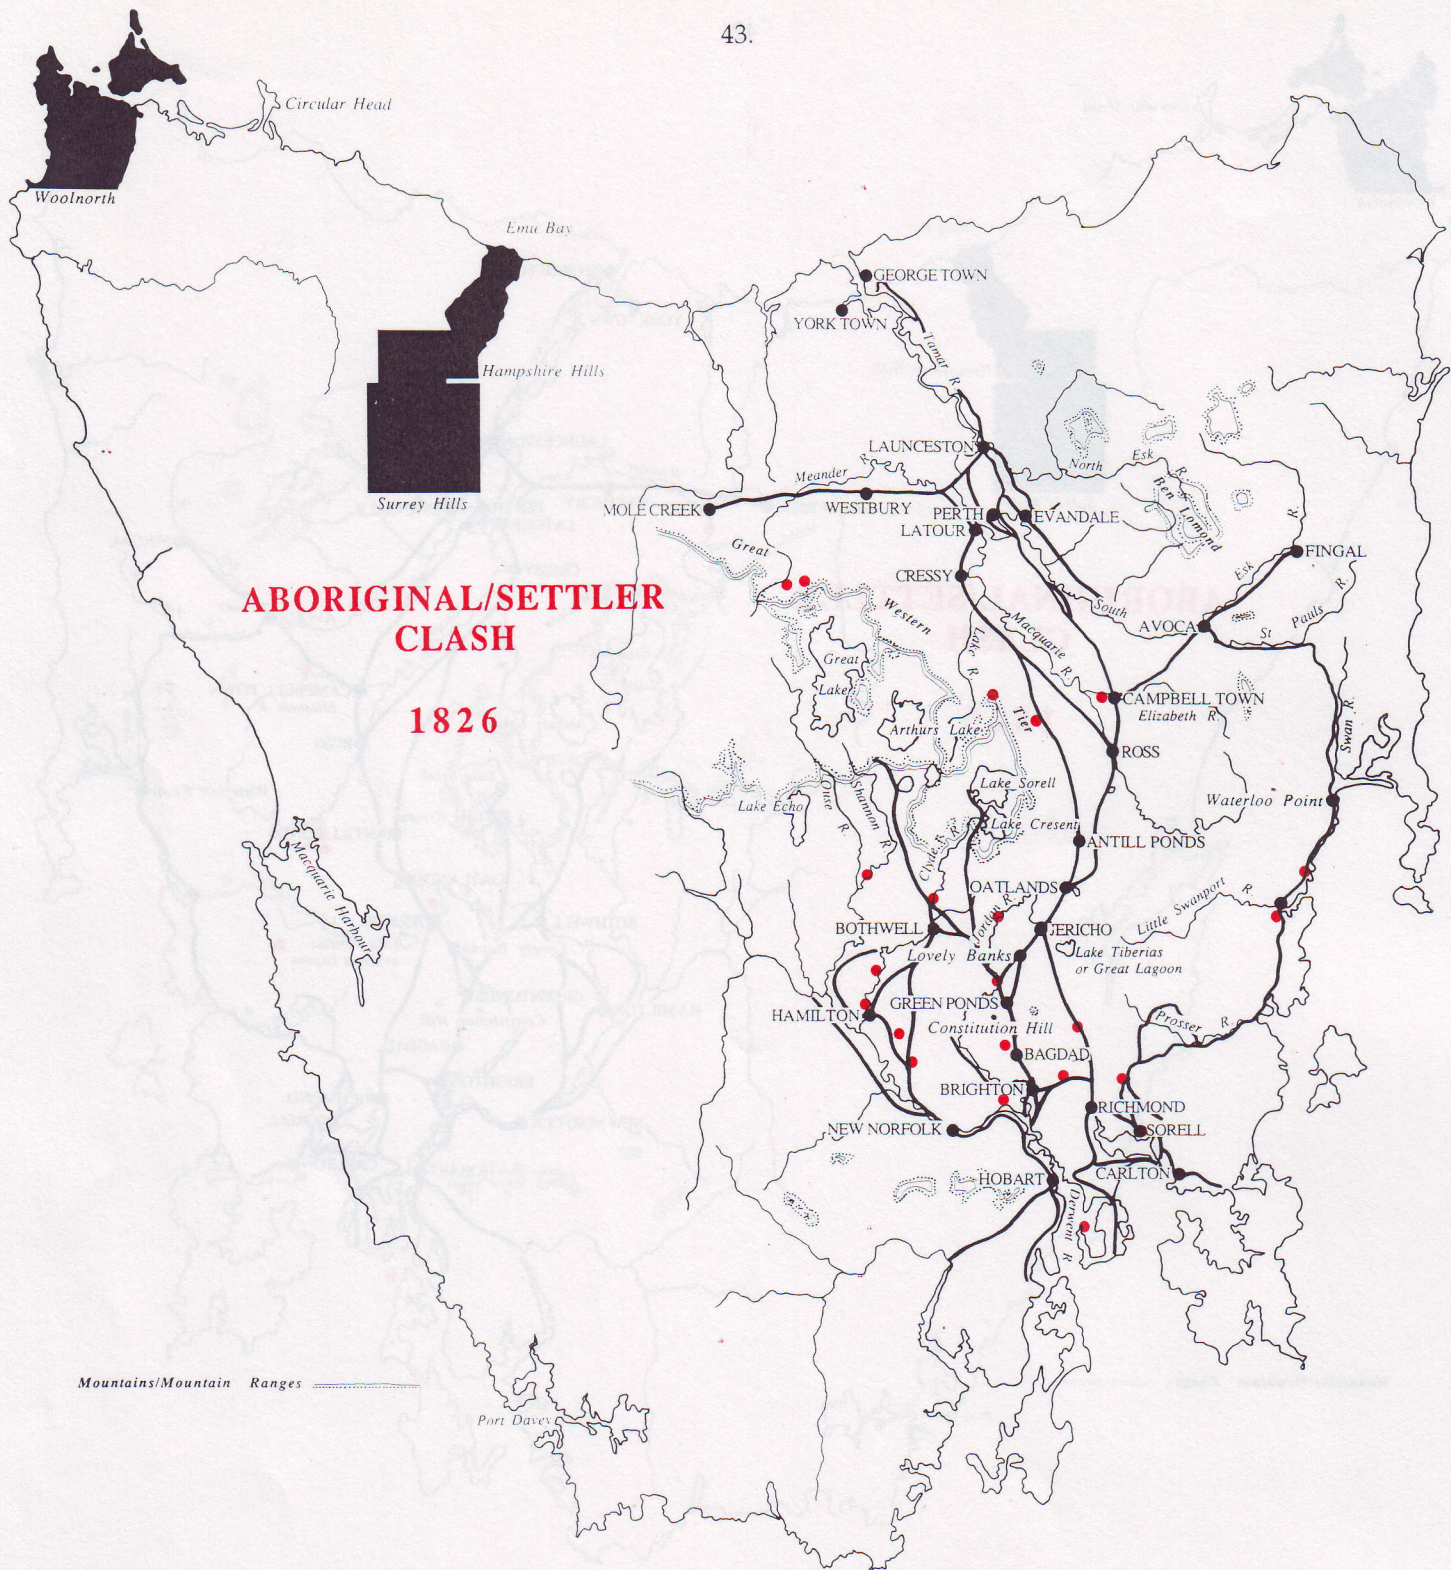 43.
Circular Head
Woolnorth
Emu Bay
GEORGE TOWN
YORK TOWN
Tamar R.
Hampshire Hills
LAUNCESTON
Meander R.
North Esk R.
Surrey Hills
MOLE CREEK
WESTBURY
PERTH
EVANDALE
LATOUR
Ben Lomond
Great Western Tier
FINGAL
CRESSY
ABORIGINAL/SETTLER
CLASH
1826
South Esk R.
AVOCA
St Pauls R.
Macquarie R.
Lake R.
Great
Lake
CAMPBELL TOWN
Elizabeth R.
Swan R.
Arthurs Lake
ROSS
Lake Echo
Ouse R.
Shannon R.
Lake Sorell
Waterloo Point
Lake Cresent
Clyde R.
ANTILL PONDS
Macquarie Harbour
OATLANDS
Jordan R.
Little Swanport R.
BOTHWELL
JERICHO
Lovely Banks
Lake Tiberias
or Great Lagoon
GREEN PONDS
HAMILTON
Constitution Hill
Prosser R.
BAGDAD
BRIGHTON
RICHMOND
NEW NORFOLK
SORELL
HOBART
CARLTON
Derwent R.
Mountains/Mountain Ranges
Port Davey